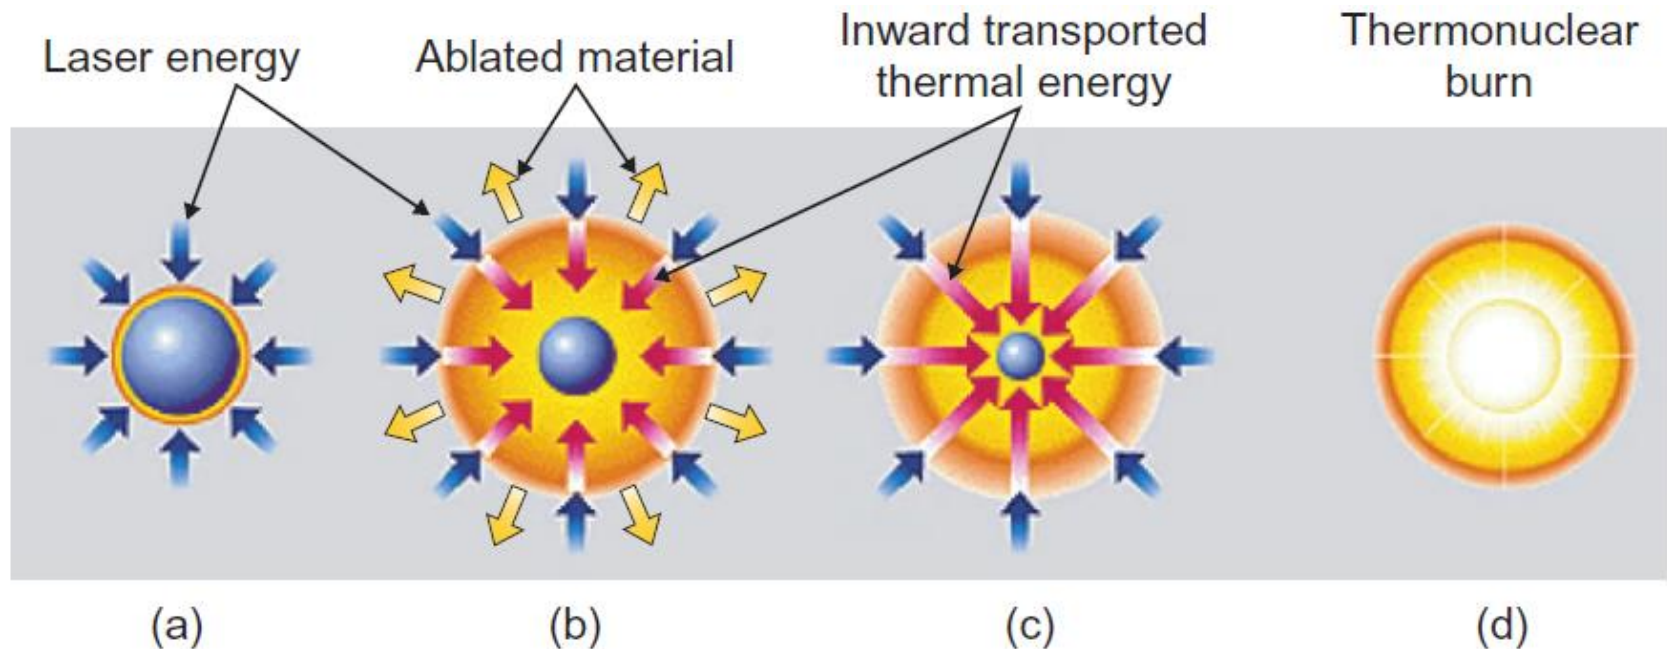 Laser energy
Ablated material
Inward transported
thermal energy
Thermonuclear
burn
(a)
(b)
(c)
(d)